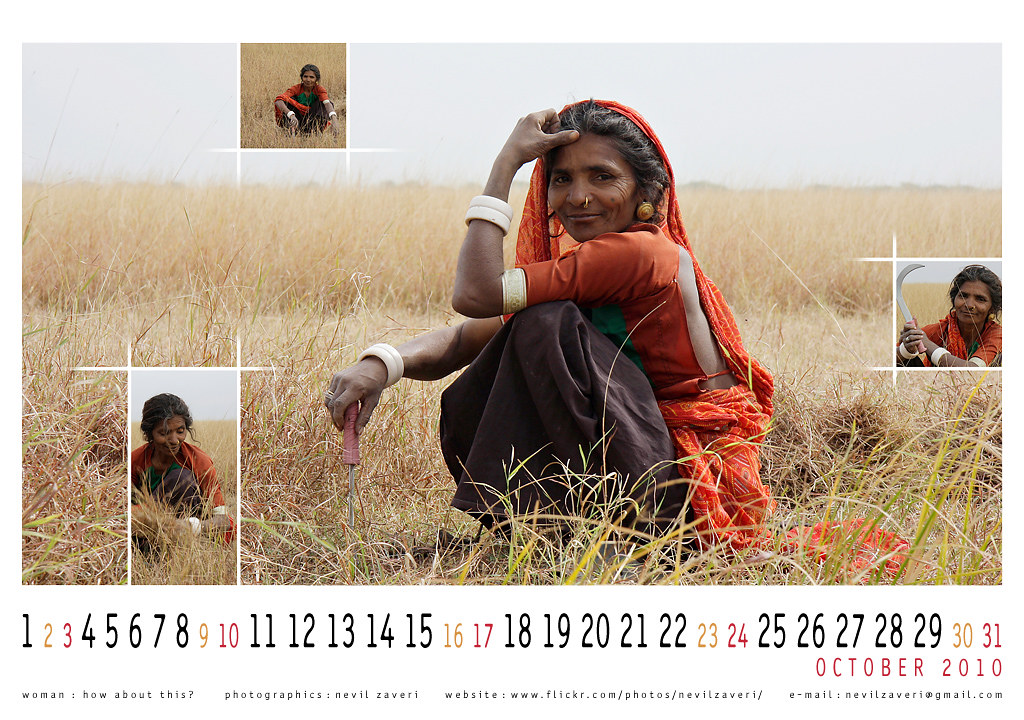 1 2 3 4 5 6 7 8 9 10 11 12 13 14 15 16 17 18 19 20 21 22 23 24 25 26 27 28 29 30 31
OCTOBER 2010
woman : how about this? photographics : nevil zaveri website : www.flickr.com/photos/nevilzaveri/ e-mail : nevilzaveri@gmail.com